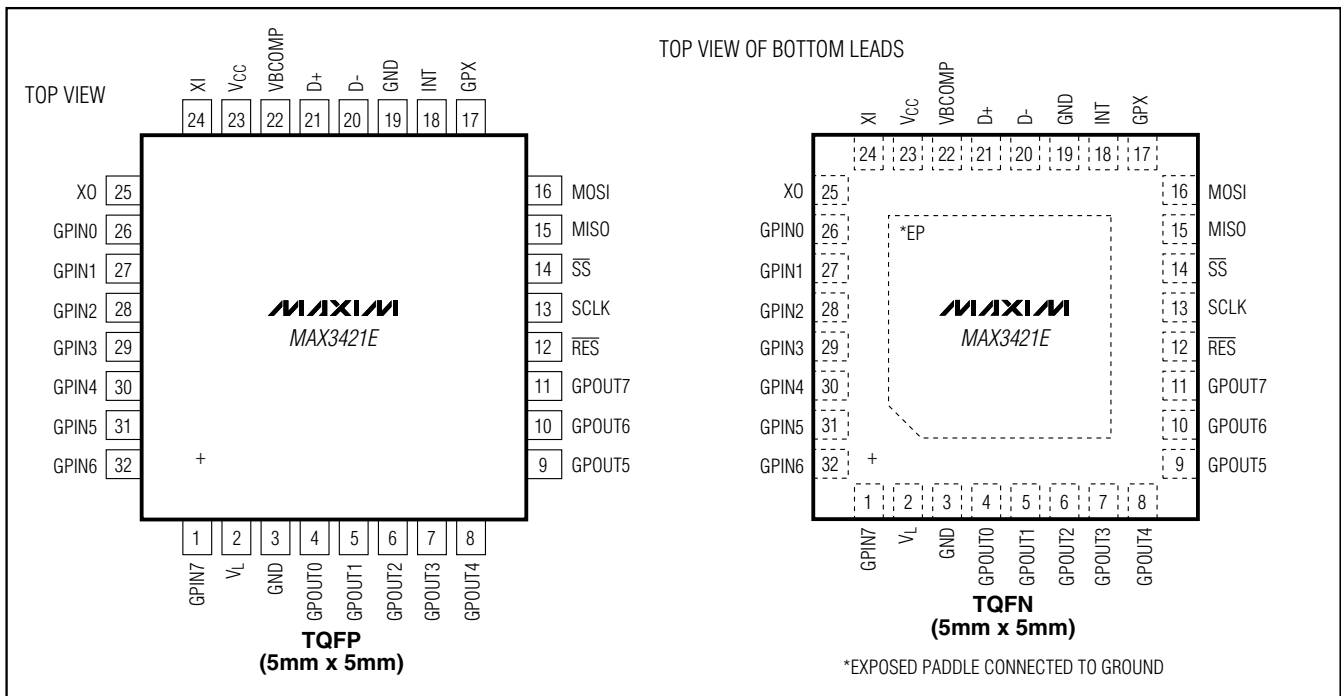 TOP VIEW
XI
VCC
VBCOMP
D+
D-
GND
INT
GPX
24 23 22 21 20 19 18 17
XO 25
GPIN0 26
GPIN1 27
GPIN2 28
GPIN3 29
GPIN4 30
GPIN5 31
GPIN6 32
16 MOSI
15 MISO
14 S̅S̅
13 SCLK
12 R̅E̅S̅
11 GPOUT7
10 GPOUT6
9 GPOUT5
MAXIM
MAX3421E
+
1 2 3 4 5 6 7 8
GPIN7
VL
GND
GPOUT0
GPOUT1
GPOUT2
GPOUT3
GPOUT4
TQFP
(5mm x 5mm)
TOP VIEW OF BOTTOM LEADS
XI
VCC
VBCOMP
D+
D-
GND
INT
GPX
24 23 22 21 20 19 18 17
XO 25
GPIN0 26
GPIN1 27
GPIN2 28
GPIN3 29
GPIN4 30
GPIN5 31
GPIN6 32
16 MOSI
15 MISO
14 S̅S̅
13 SCLK
12 R̅E̅S̅
11 GPOUT7
10 GPOUT6
9 GPOUT5
*EP
MAXIM
MAX3421E
+
1 2 3 4 5 6 7 8
GPIN7
VL
GND
GPOUT0
GPOUT1
GPOUT2
GPOUT3
GPOUT4
TQFN
(5mm x 5mm)
*EXPOSED PADDLE CONNECTED TO GROUND